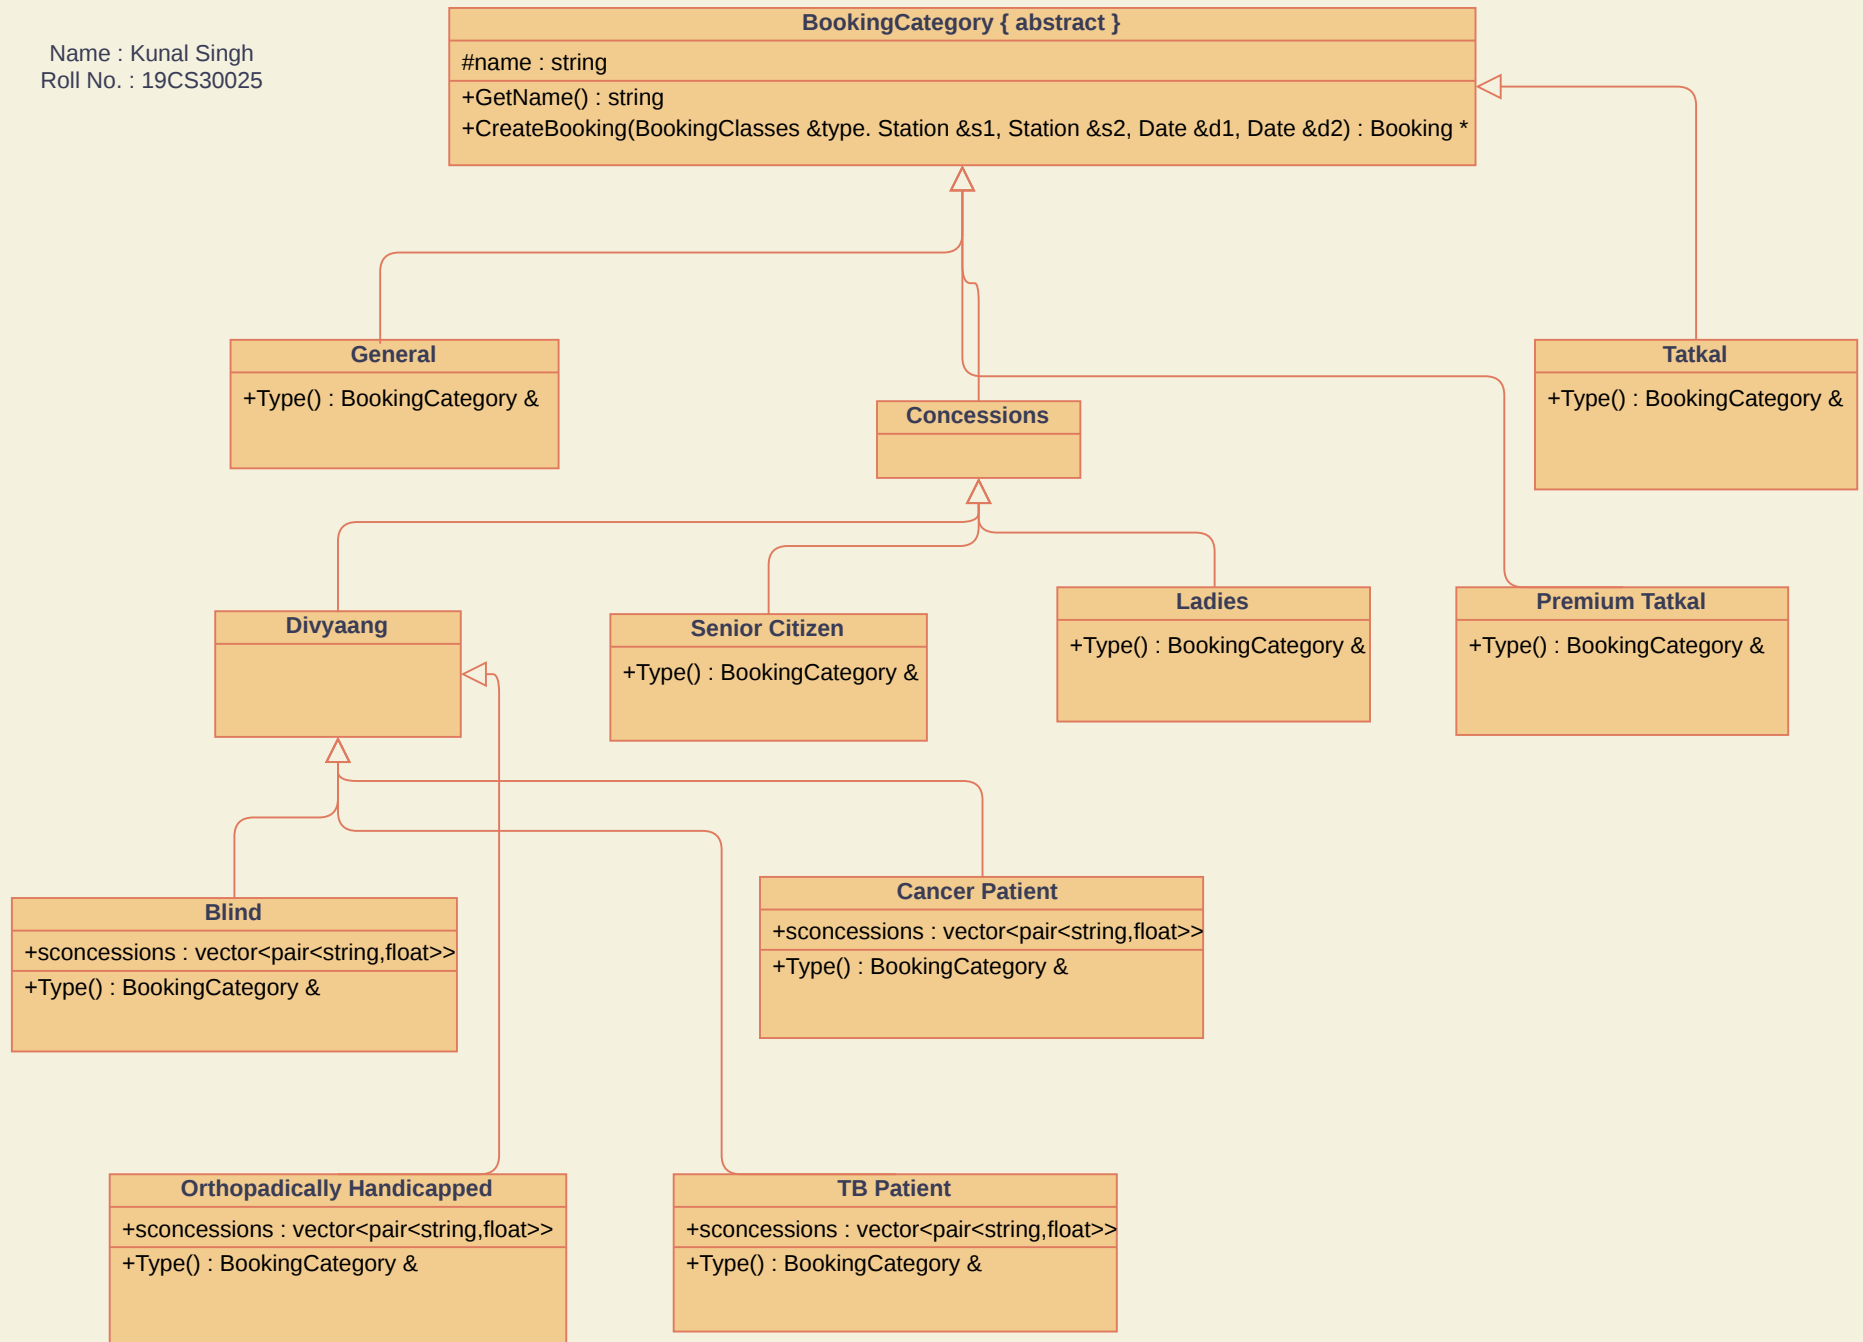 Name : Kunal Singh
Roll No. : 19CS30025
BookingCategory { abstract }
#name : string
+GetName() : string
+CreateBooking(BookingClasses &type. Station &s1, Station &s2, Date &d1, Date &d2) : Booking *
General
+Type() : BookingCategory &
Concessions
Tatkal
+Type() : BookingCategory &
Divyaang
Senior Citizen
+Type() : BookingCategory &
Ladies
+Type() : BookingCategory &
Premium Tatkal
+Type() : BookingCategory &
Blind
+sconcessions : vector<pair<string,float>>
+Type() : BookingCategory &
Cancer Patient
+sconcessions : vector<pair<string,float>>
+Type() : BookingCategory &
Orthopadically Handicapped
+sconcessions : vector<pair<string,float>>
+Type() : BookingCategory &
TB Patient
+sconcessions : vector<pair<string,float>>
+Type() : BookingCategory &